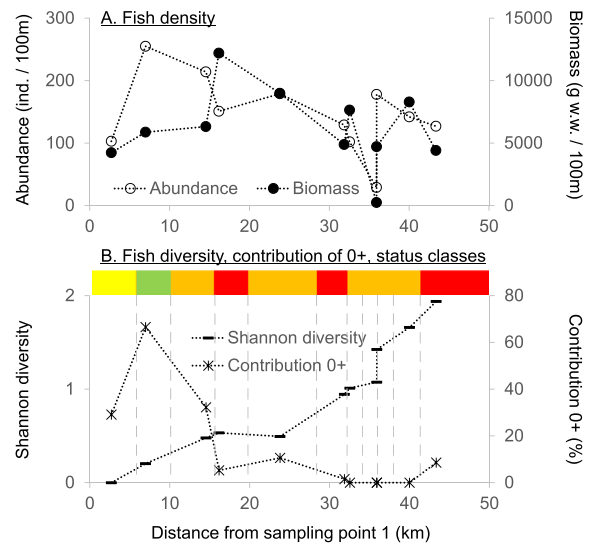 A. Fish density
300
200
100
0
15000
10000
5000
0
Abundance (ind. / 100m)
Biomass (g w.w. / 100m)
Abundance
Biomass
0 10 20 30 40 50
B. Fish diversity, contribution of 0+, status classes
2
1
0
80
60
40
20
0
Shannon diversity
Contribution 0+ (%)
Shannon diversity
Contribution 0+
0 10 20 30 40 50
Distance from sampling point 1 (km)